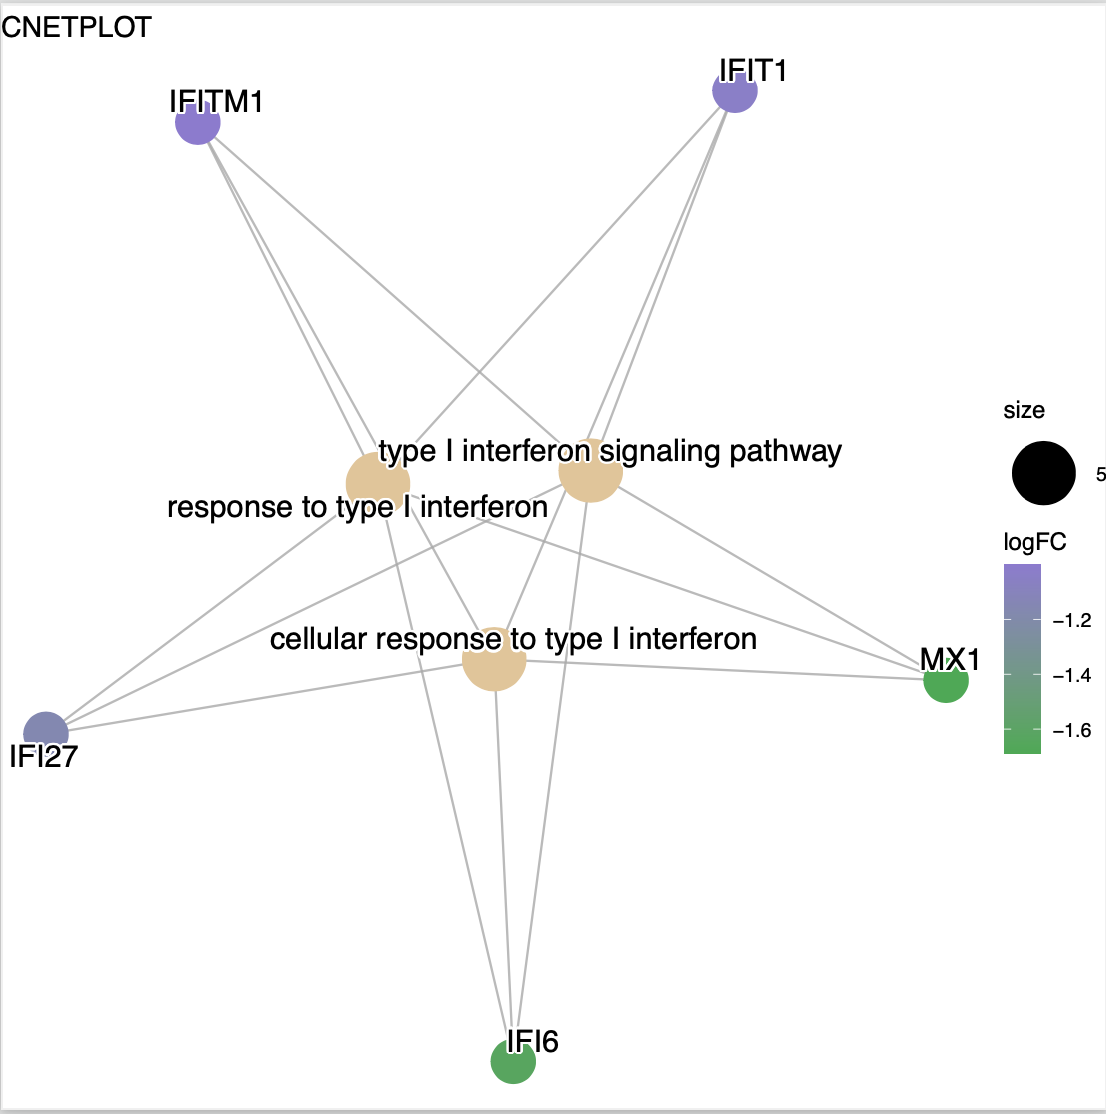 CNETPLOT
IFIT1
IFITM1
size
type I interferon signaling pathway
5
response to type I interferon
logFC
−1.2
cellular response to type I interferon
MX1
−1.4
−1.6
IFI27
IFI6